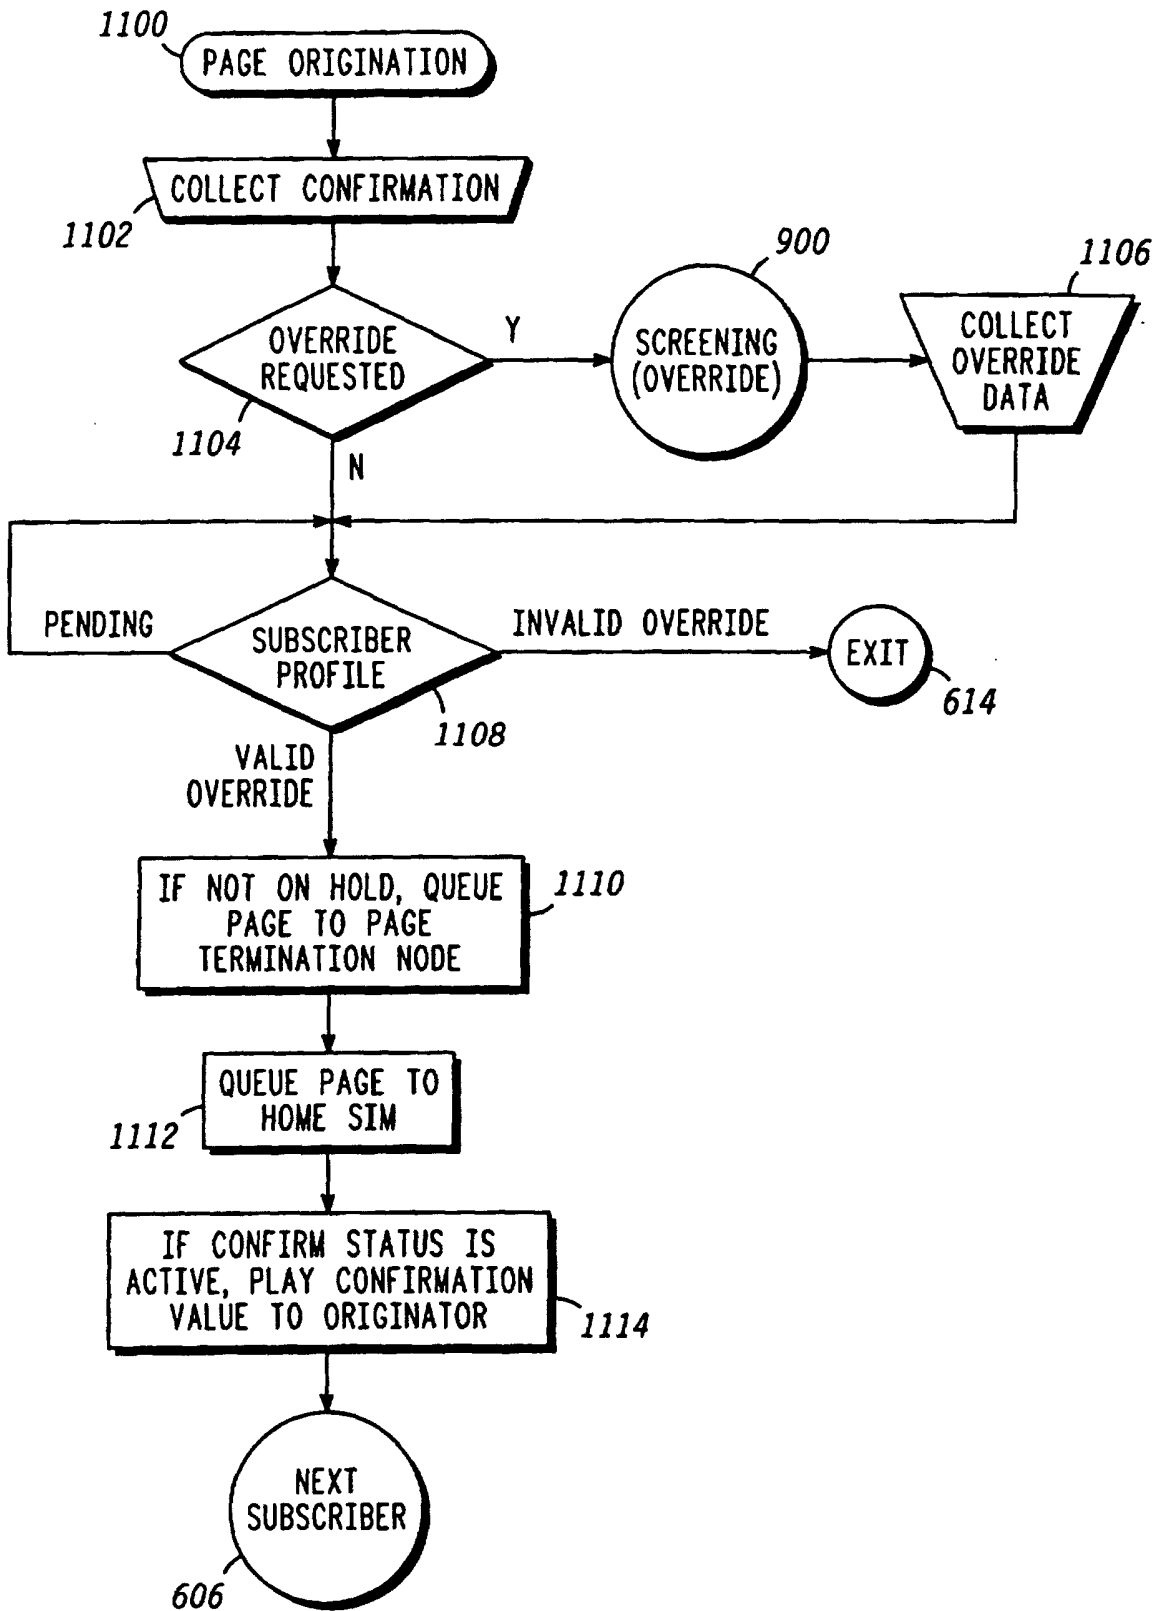 1100
PAGE ORIGINATION
COLLECT CONFIRMATION
1102
900
1106
OVERRIDE
REQUESTED
Y
SCREENING
(OVERRIDE)
COLLECT
OVERRIDE
DATA
1104
N
PENDING
SUBSCRIBER
PROFILE
INVALID OVERRIDE
EXIT
614
1108
VALID
OVERRIDE
IF NOT ON HOLD, QUEUE
PAGE TO PAGE
TERMINATION NODE
1110
QUEUE PAGE TO
HOME SIM
1112
IF CONFIRM STATUS IS
ACTIVE, PLAY CONFIRMATION
VALUE TO ORIGINATOR
1114
NEXT
SUBSCRIBER
606